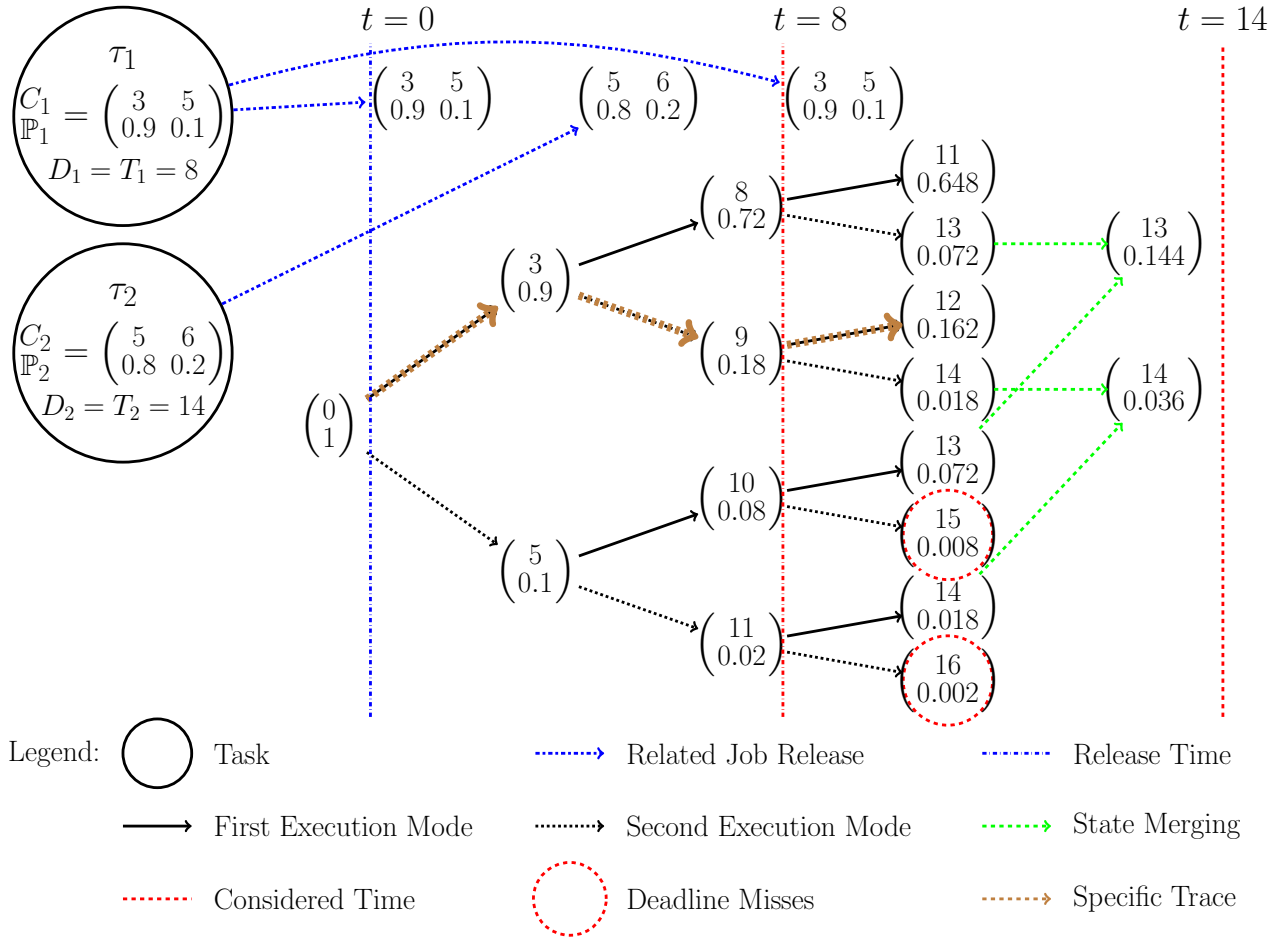 t = 0
t = 8
t = 14
τ₁
C₁
ℙ₁
=
3 5
0.9 0.1
D₁ = T₁ = 8
τ₂
C₂
ℙ₂
=
5 6
0.8 0.2
D₂ = T₂ = 14
3 5
0.9 0.1
5 6
0.8 0.2
3 5
0.9 0.1
0
1
3
0.9
5
0.1
8
0.72
9
0.18
10
0.08
11
0.02
11
0.648
13
0.072
12
0.162
14
0.018
13
0.072
15
0.008
14
0.018
16
0.002
13
0.144
14
0.036
Legend:
Task
Related Job Release
Release Time
First Execution Mode
Second Execution Mode
State Merging
Considered Time
Deadline Misses
Specific Trace